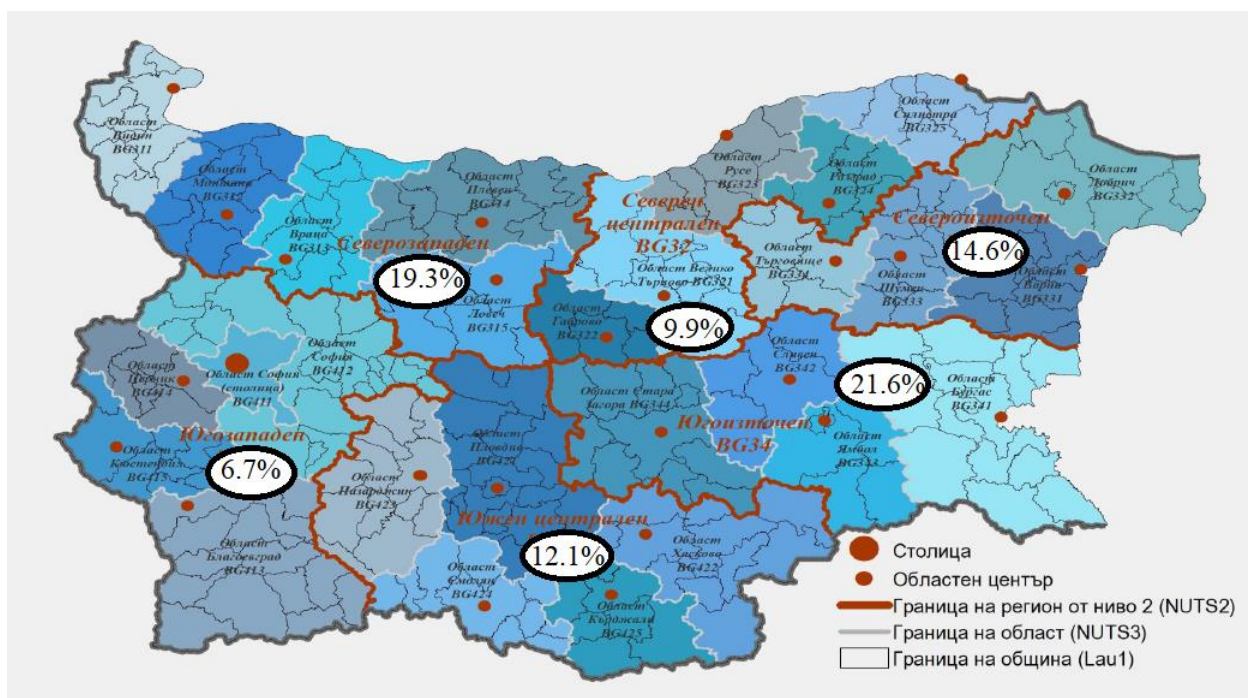 Област
Видин
BG311
Област
Монтана
BG312
Област
Враца
BG313
Област
Плевен
BG314
Северозападен
19.3%
Област
Ловеч
BG315
Северен
централен
BG32
Област
Русе
BG323
Област
Разград
BG324
Област
Силистра
BG325
Област Велико
Търново BG321
Област
Габрово
BG322
9.9%
Североизточен
14.6%
Област
Добрич
BG332
Област
Търговище
BG334
Област
Шумен
BG333
Област
Варна
BG331
Област
София
BG412
Област София
(столица)
BG411
Област
Перник
BG414
Югозападен
6.7%
Област
Кюстендил
BG415
Област
Благоевград
BG413
Област
Пазарджик
BG423
Област
Пловдив
BG421
Южен централен
12.1%
Област
Смолян
BG424
Област
Кърджали
BG425
Област
Хасково
BG422
Област Стара
Загора BG344
Област
Сливен
BG342
21.6%
Югоизточен
BG34
Област
Ямбол
BG343
Област
Бургас
BG341
Столица
Областен център
Граница на регион от ниво 2 (NUTS2)
Граница на област (NUTS3)
Граница на община (Lau1)